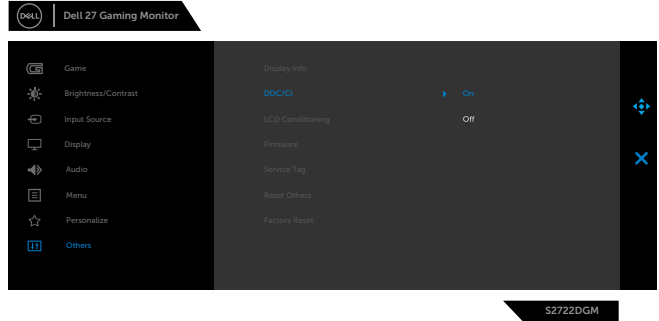 DELL
Dell 27 Gaming Monitor
Game
Brightness/Contrast
Input Source
Display
Audio
Menu
Personalize
Others
Display Info
DDC/CI
On
LCD Conditioning
Off
Firmware
Service Tag
Reset Others
Factory Reset
S2722DGM